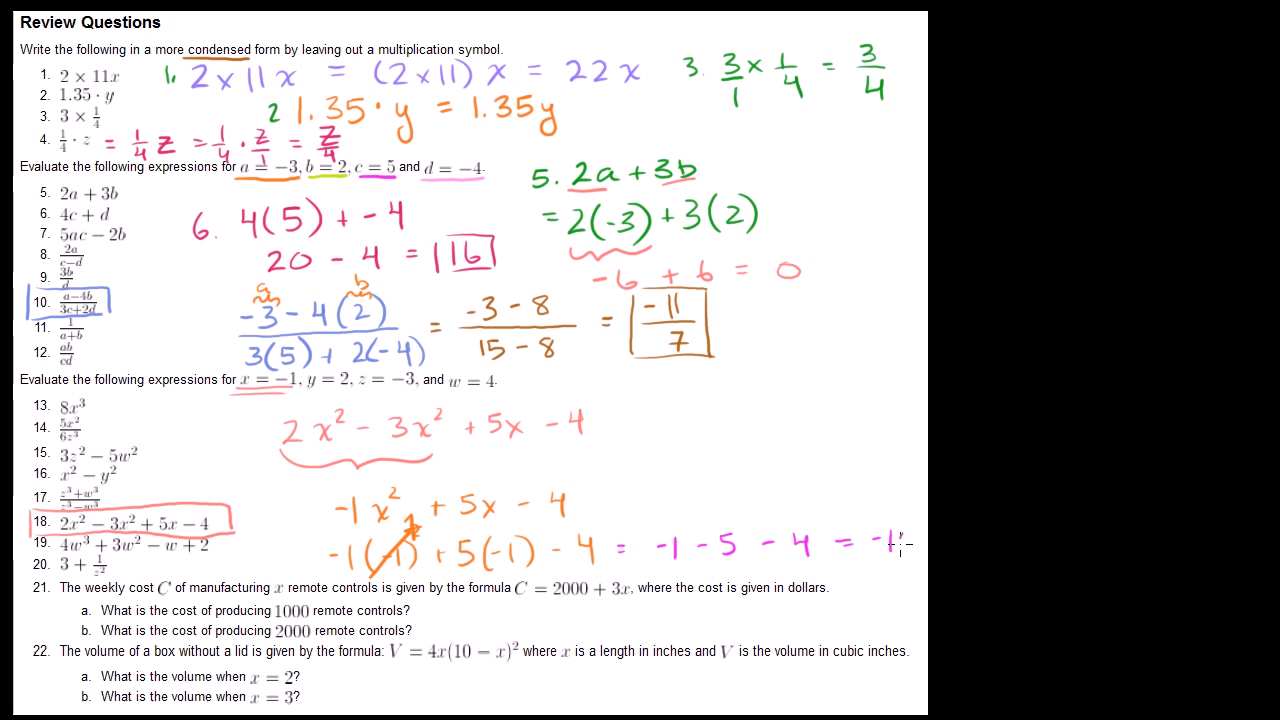 Review Questions
Write the following in a more condensed form by leaving out a multiplication symbol.
1. 2 × 11x
2. 1.35 · y
3. 3 × 1/4
4. 1/4 · z = 1/4 z = 1/4 · z/1 = z/4
1. 2 x 11 x = (2 x 11) x = 22 x
2 1.35 · y = 1.35y
3. 3/1 x 1/4 = 3/4
Evaluate the following expressions for a = −3, b = 2, c = 5 and d = −4.
5. 2a + 3b
6. 4c + d
7. 5ac − 2b
8. 2a/(c−d)
9. 3b/d
10. (a−4b)/(3c+2d)
11. 1/(a+b)
12. ab/cd
5. 2a + 3b
= 2(-3) + 3(2)
-6 + 6 = 0
6. 4(5) + -4
20 - 4 = 16
a b
(-3 - 4(2))/(3(5) + 2(-4)) = (-3 - 8)/(15 - 8) = -11/7
Evaluate the following expressions for x = −1, y = 2, z = −3, and w = 4.
13. 8x³
14. 5x²/6z³
15. 3z² − 5w²
16. x² − y²
17. (z³+w³)/(z³−w³)
18. 2x² − 3x² + 5x − 4
19. 4w³ + 3w² − w + 2
20. 3 + 1/z²
2x² - 3x² + 5x - 4
-1x² + 5x - 4
-1(-1) + 5(-1) - 4 = -1 - 5 - 4 = -1
21. The weekly cost C of manufacturing x remote controls is given by the formula C = 2000 + 3x, where the cost is given in dollars.
a. What is the cost of producing 1000 remote controls?
b. What is the cost of producing 2000 remote controls?
22. The volume of a box without a lid is given by the formula: V = 4x(10 − x)² where x is a length in inches and V is the volume in cubic inches.
a. What is the volume when x = 2?
b. What is the volume when x = 3?